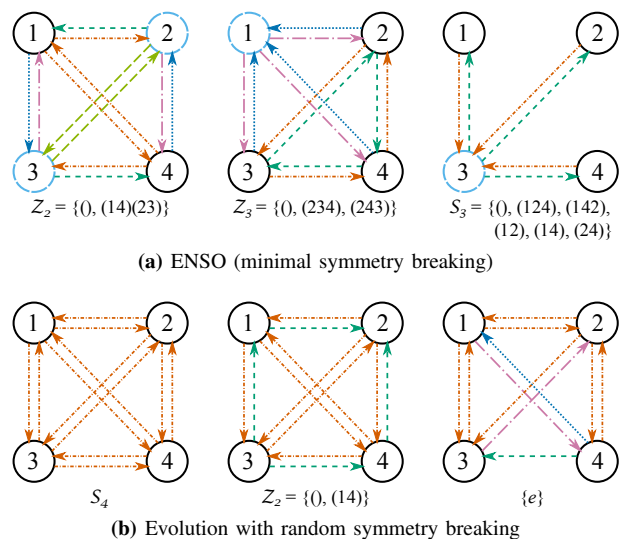 1 2 1 2 1 2
3 4 3 4 3 4
Z₂ = {(), (14)(23)} Z₃ = {(), (234), (243)} S₃ = {(), (124), (142),
(12), (14), (24)}
(a) ENSO (minimal symmetry breaking)
1 2 1 2 1 2
3 4 3 4 3 4
S₄ Z₂ = {(), (14)} {e}
(b) Evolution with random symmetry breaking